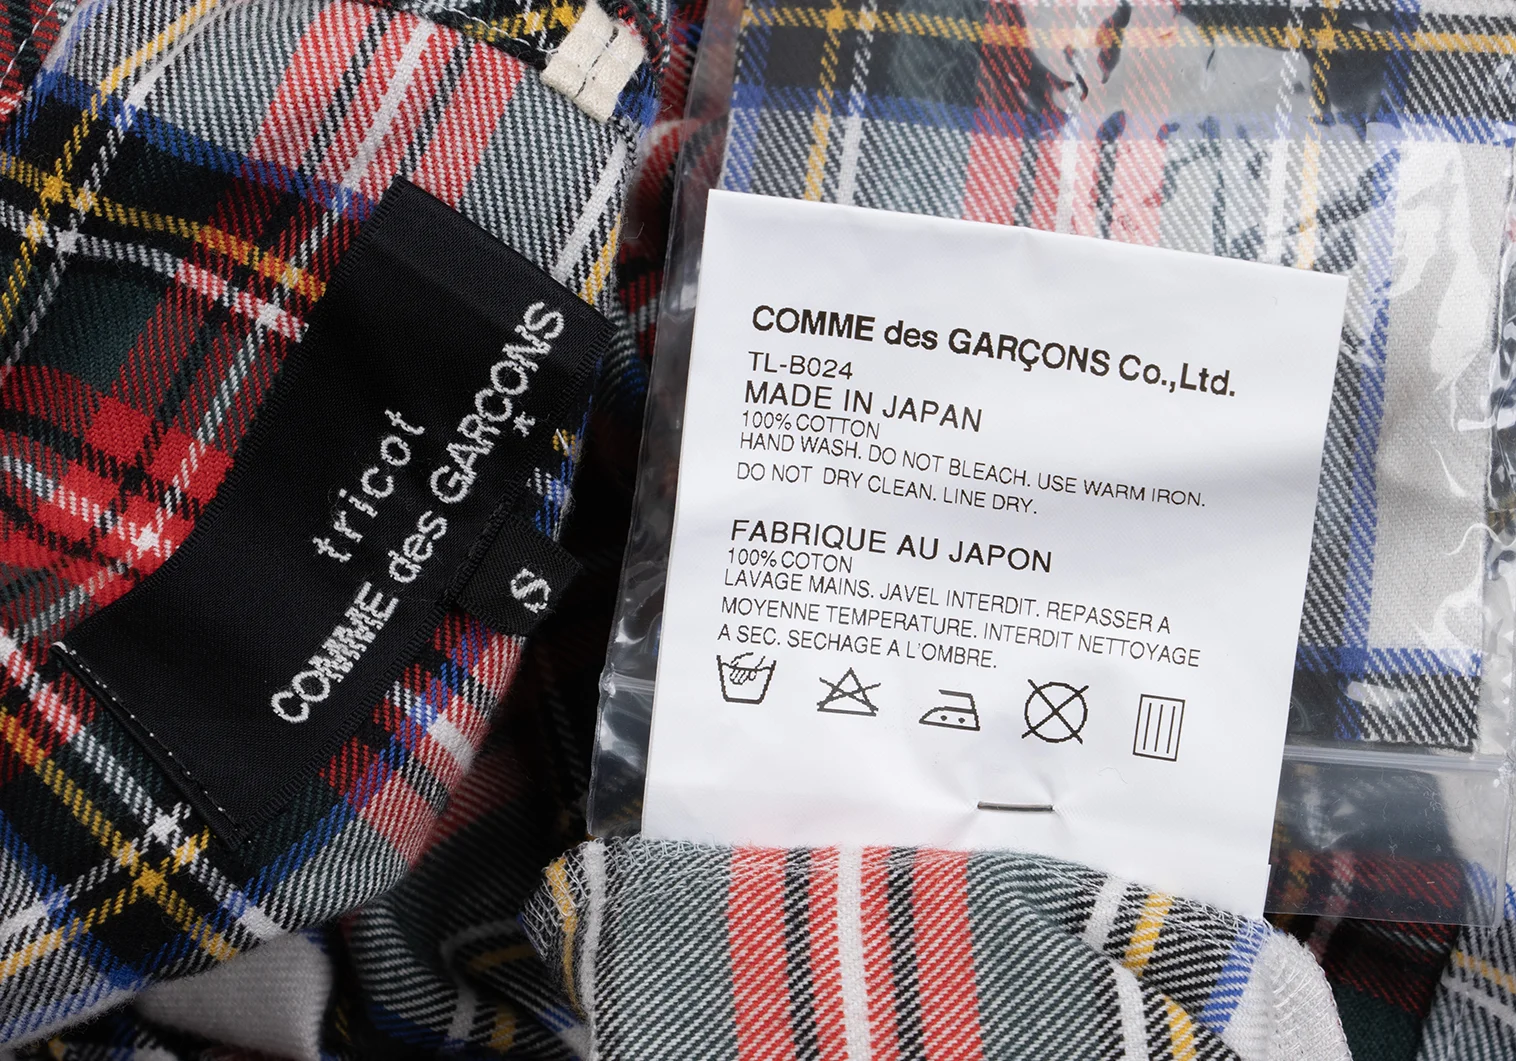 tricot
COMME des GARÇONS
S
COMME des GARÇONS Co.,Ltd.
TL-B024
MADE IN JAPAN
100% COTTON
HAND WASH. DO NOT BLEACH. USE WARM IRON.
DO NOT DRY CLEAN. LINE DRY.
FABRIQUE AU JAPON
100% COTON
LAVAGE MAINS. JAVEL INTERDIT. REPASSER A
MOYENNE TEMPERATURE. INTERDIT NETTOYAGE
A SEC. SECHAGE A L'OMBRE.